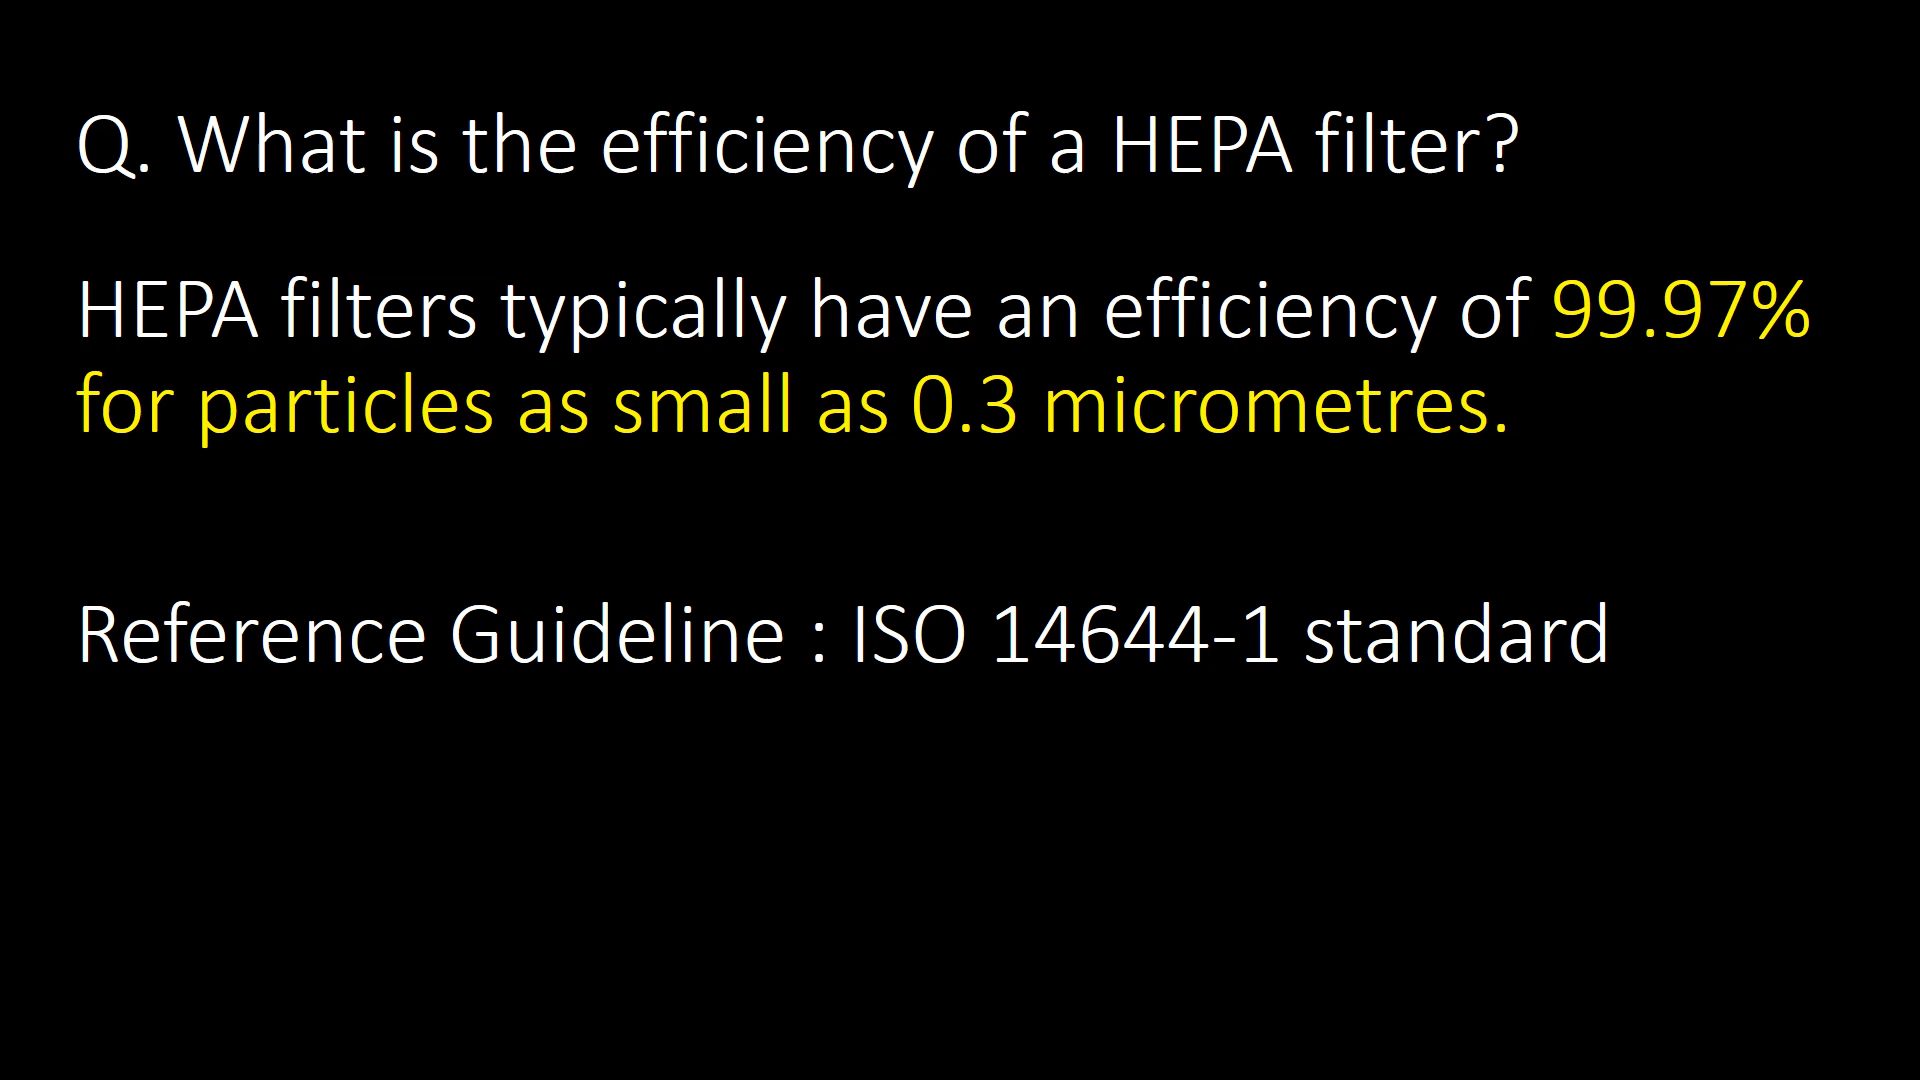 Q. What is the efficiency of a HEPA filter?
HEPA filters typically have an efficiency of 99.97%
for particles as small as 0.3 micrometres.
Reference Guideline : ISO 14644-1 standard